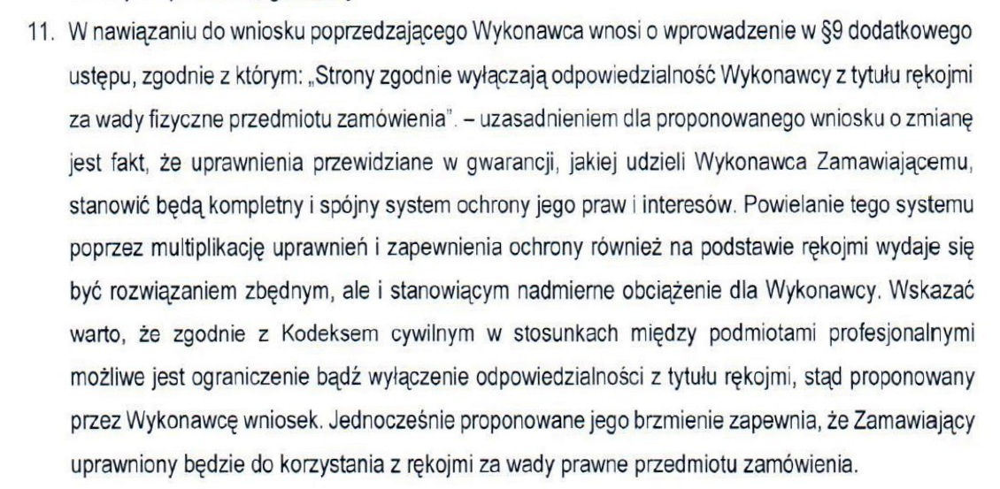 11. W nawiązaniu do wniosku poprzedzającego Wykonawca wnosi o wprowadzenie w §9 dodatkowego
ustępu, zgodnie z którym: „Strony zgodnie wyłączają odpowiedzialność Wykonawcy z tytułu rękojmi
za wady fizyczne przedmiotu zamówienia". – uzasadnieniem dla proponowanego wniosku o zmianę
jest fakt, że uprawnienia przewidziane w gwarancji, jakiej udzieli Wykonawca Zamawiającemu,
stanowić będą kompletny i spójny system ochrony jego praw i interesów. Powielanie tego systemu
poprzez multiplikację uprawnień i zapewnienia ochrony również na podstawie rękojmi wydaje się
być rozwiązaniem zbędnym, ale i stanowiącym nadmierne obciążenie dla Wykonawcy. Wskazać
warto, że zgodnie z Kodeksem cywilnym w stosunkach między podmiotami profesjonalnymi
możliwe jest ograniczenie bądź wyłączenie odpowiedzialności z tytułu rękojmi, stąd proponowany
przez Wykonawcę wniosek. Jednocześnie proponowane jego brzmienie zapewnia, że Zamawiający
uprawniony będzie do korzystania z rękojmi za wady prawne przedmiotu zamówienia.